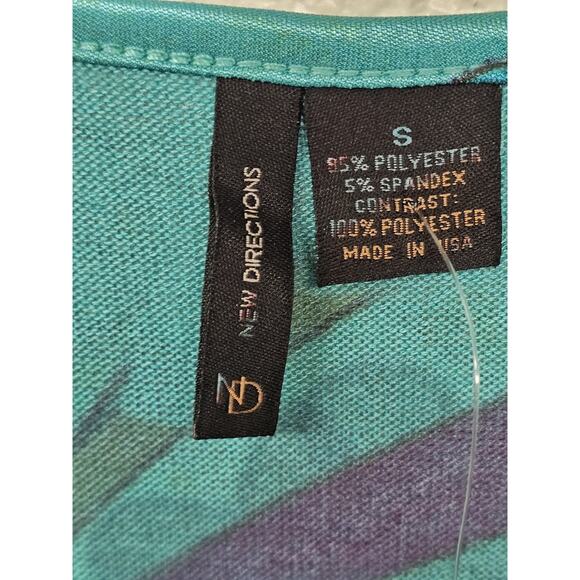 NEW DIRECTIONS
ND
S
95% POLYESTER
5% SPANDEX
CONTRAST:
100% POLYESTER
MADE IN USA